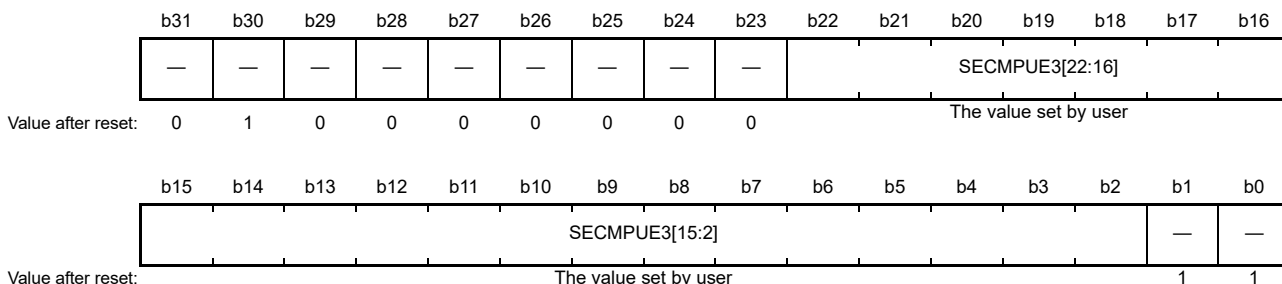 b31 b30 b29 b28 b27 b26 b25 b24 b23 b22 b21 b20 b19 b18 b17 b16
— — — — — — — — — SECMPUE3[22:16]
Value after reset: 0 1 0 0 0 0 0 0 0 The value set by user
b15 b14 b13 b12 b11 b10 b9 b8 b7 b6 b5 b4 b3 b2 b1 b0
SECMPUE3[15:2] — —
Value after reset: The value set by user 1 1